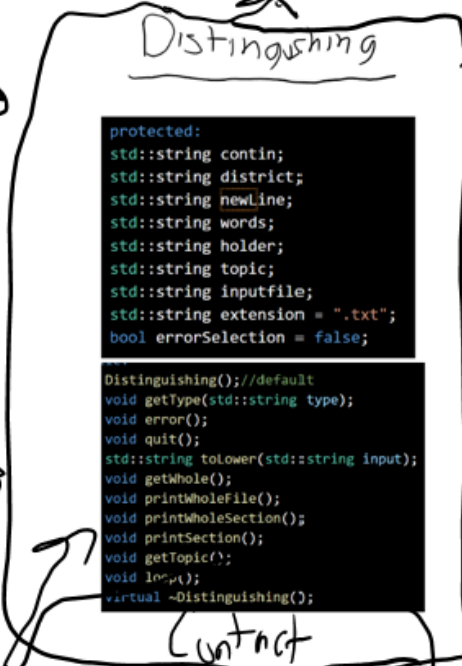 Distinguishing
protected:
std::string contin;
std::string district;
std::string newLine;
std::string words;
std::string holder;
std::string topic;
std::string inputfile;
std::string extension = ".txt";
bool errorSelection = false;
Distinguishing();//default
void getType(std::string type);
void error();
void quit();
std::string toLower(std::string input);
void getWhole();
void printWholeFile();
void printWholeSection();
void printSection();
void getTopic();
void loop();
virtual ~Distinguishing();